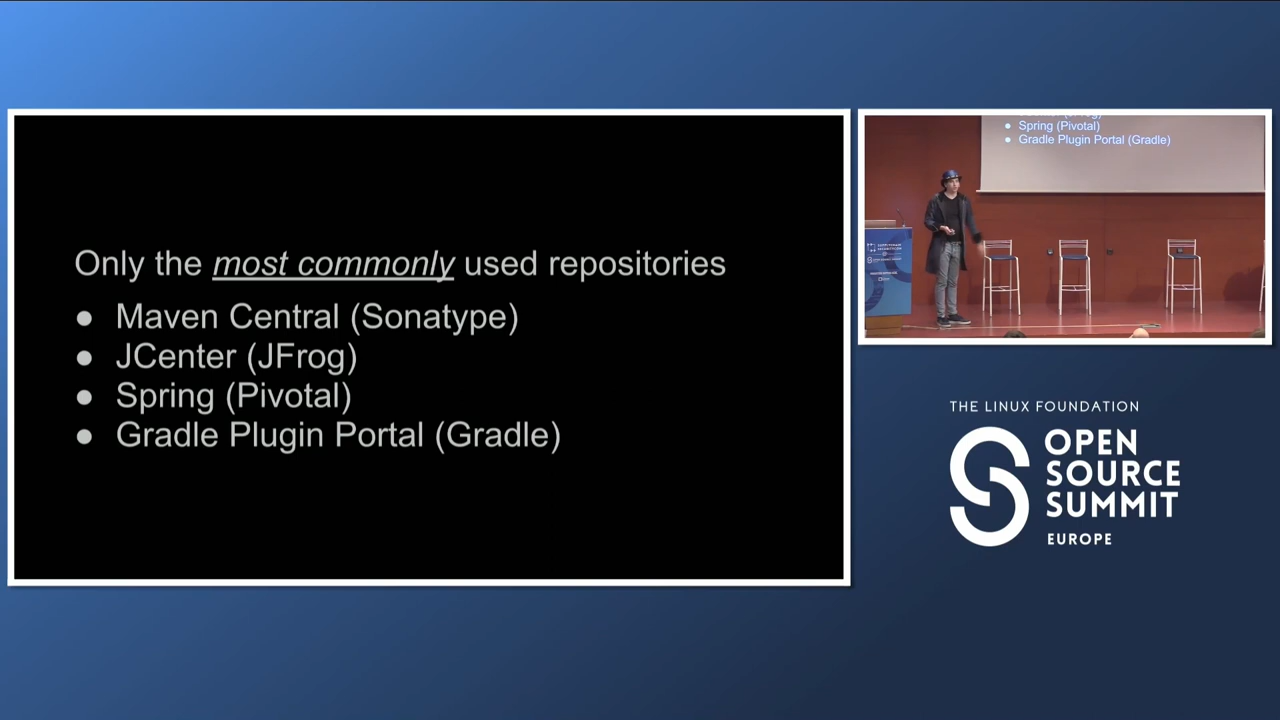 Only the most commonly used repositories
● Maven Central (Sonatype)
● JCenter (JFrog)
● Spring (Pivotal)
● Gradle Plugin Portal (Gradle)
● Spring (Pivotal)
● Gradle Plugin Portal (Gradle)
THE LINUX FOUNDATION
OPEN
SOURCE
SUMMIT
EUROPE